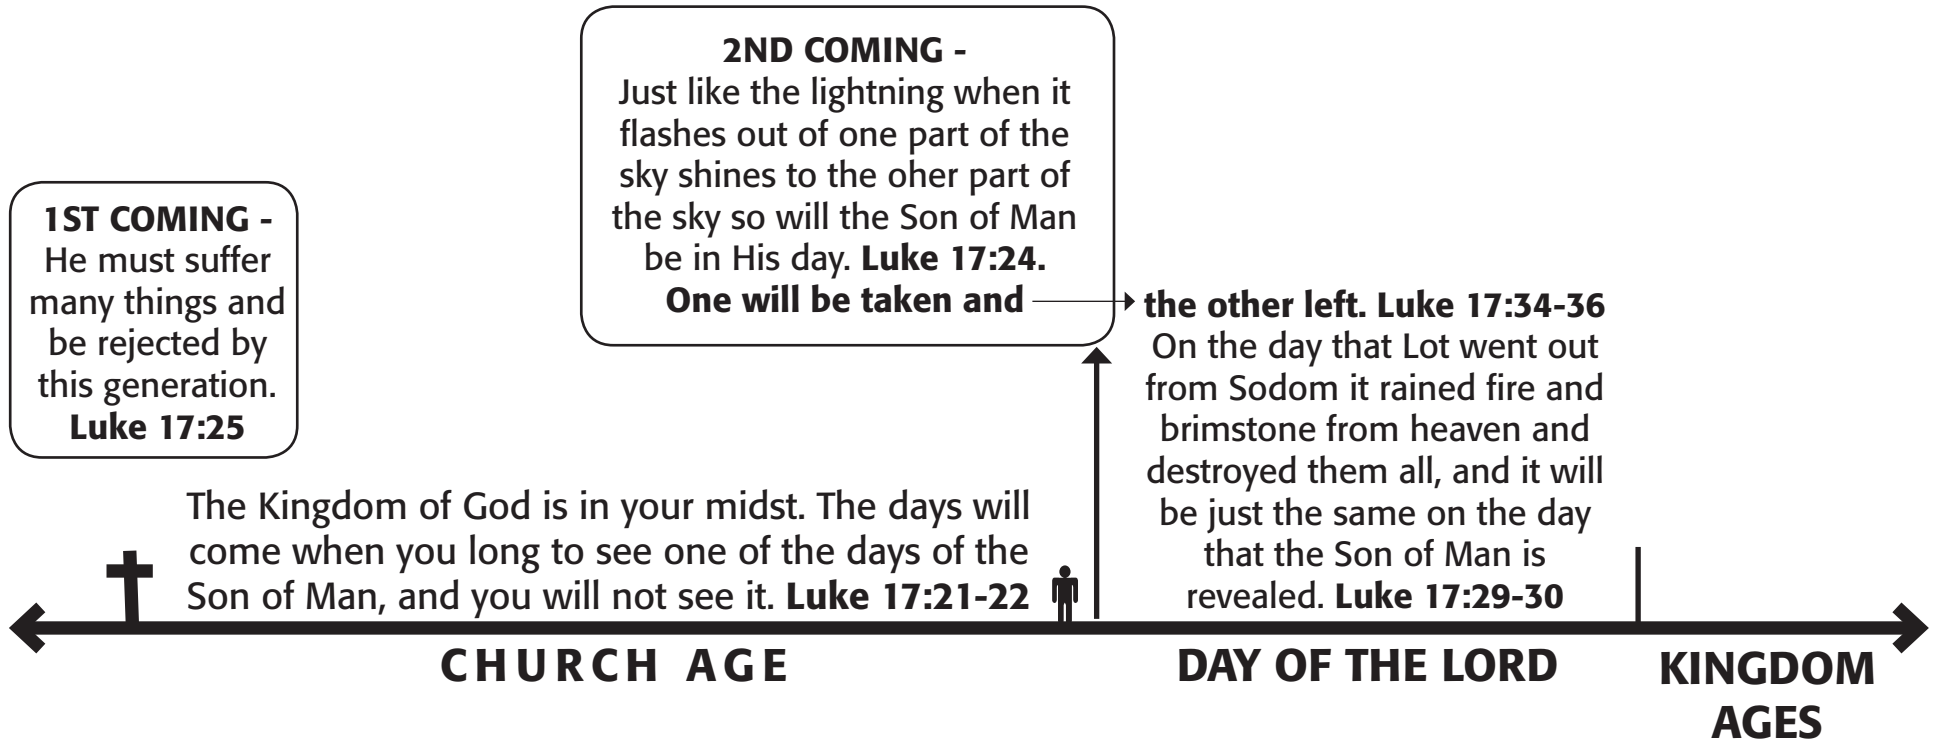 1ST COMING -
He must suffer
many things and
be rejected by
this generation.
Luke 17:25
The Kingdom of God is in your midst. The days will
come when you long to see one of the days of the
Son of Man, and you will not see it. Luke 17:21-22
2ND COMING -
Just like the lightning when it
flashes out of one part of the
sky shines to the oher part of
the sky so will the Son of Man
be in His day. Luke 17:24.
One will be taken and
the other left. Luke 17:34-36
On the day that Lot went out
from Sodom it rained fire and
brimstone from heaven and
destroyed them all, and it will
be just the same on the day
that the Son of Man is
revealed. Luke 17:29-30
CHURCH AGE
DAY OF THE LORD
KINGDOM
AGES